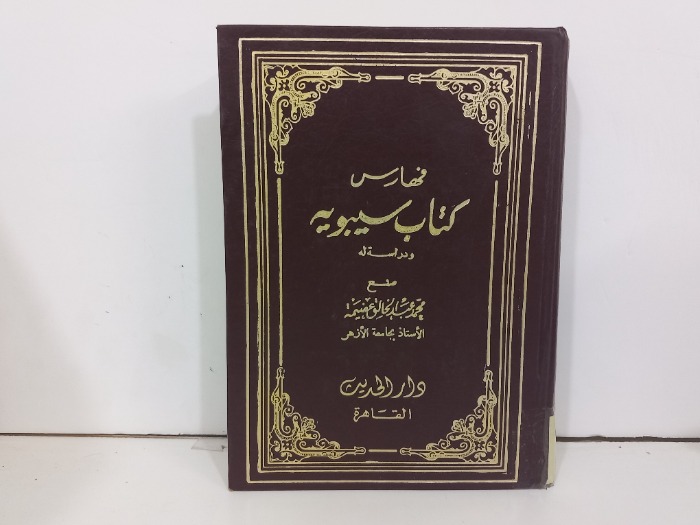 فهارس
كتاب سيبويه
ودراسة له
صنع
محمد عبد الخالق عضيمة
الأستاذ بجامعة الأزهر
دار الحديث
القاهرة